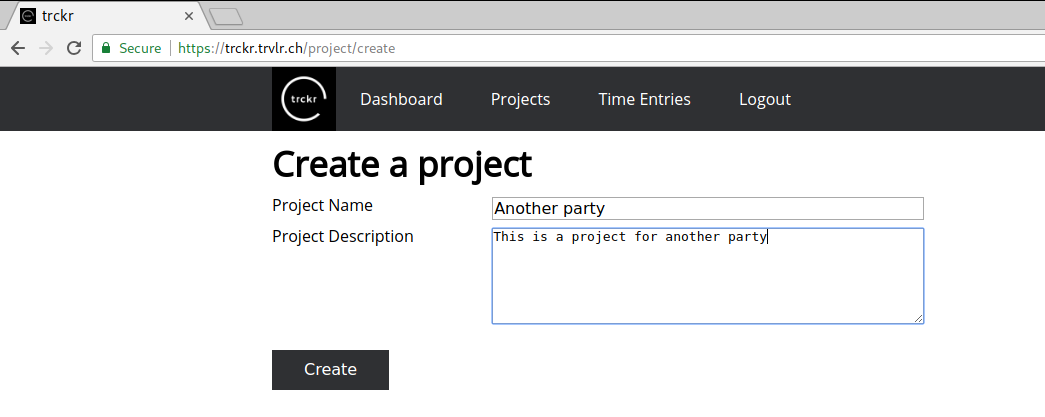 trckr
Secure https://trckr.trvlr.ch/project/create
trckr Dashboard Projects Time Entries Logout
Create a project
Project Name Another party
Project Description This is a project for another party
Create